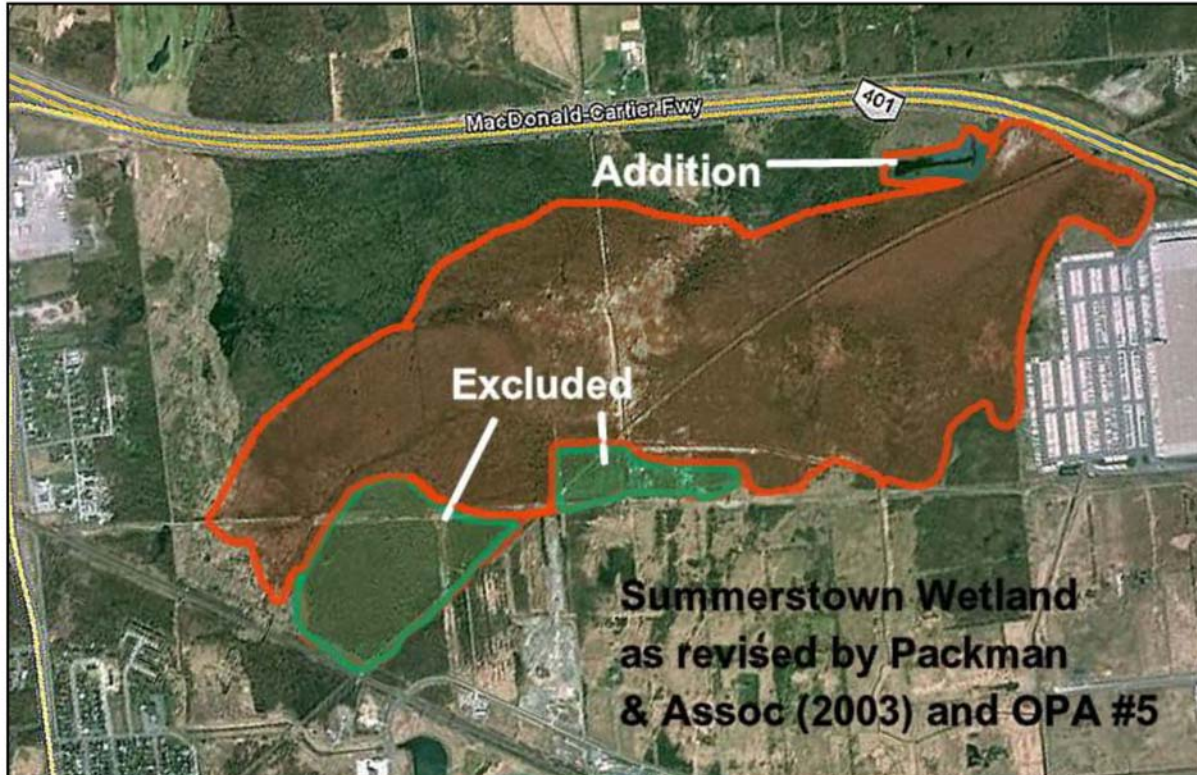 MacDonald-Cartier Fwy
401
Addition
Excluded
Summerstown Wetland
as revised by Packman
& Assoc (2003) and OPA #5